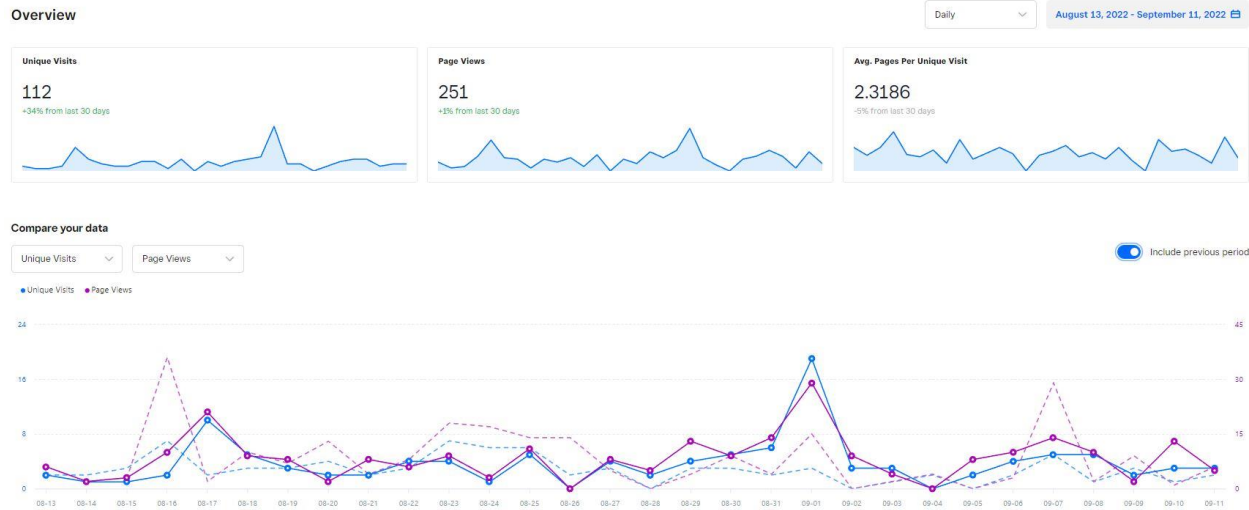 Overview
Daily
August 13, 2022 - September 11, 2022
Unique Visits
112
+34% from last 30 days
Page Views
251
+1% from last 30 days
Avg. Pages Per Unique Visit
2.3186
-5% from last 30 days
Compare your data
Unique Visits
Page Views
Include previous period
Unique Visits Page Views
24 45
16 30
8 15
0 0
08-13 08-14 08-15 08-16 08-17 08-18 08-19 08-20 08-21 08-22 08-23 08-24 08-25 08-26 08-27 08-28 08-29 08-30 08-31 09-01 09-02 09-03 09-04 09-05 09-06 09-07 09-08 09-09 09-10 09-11